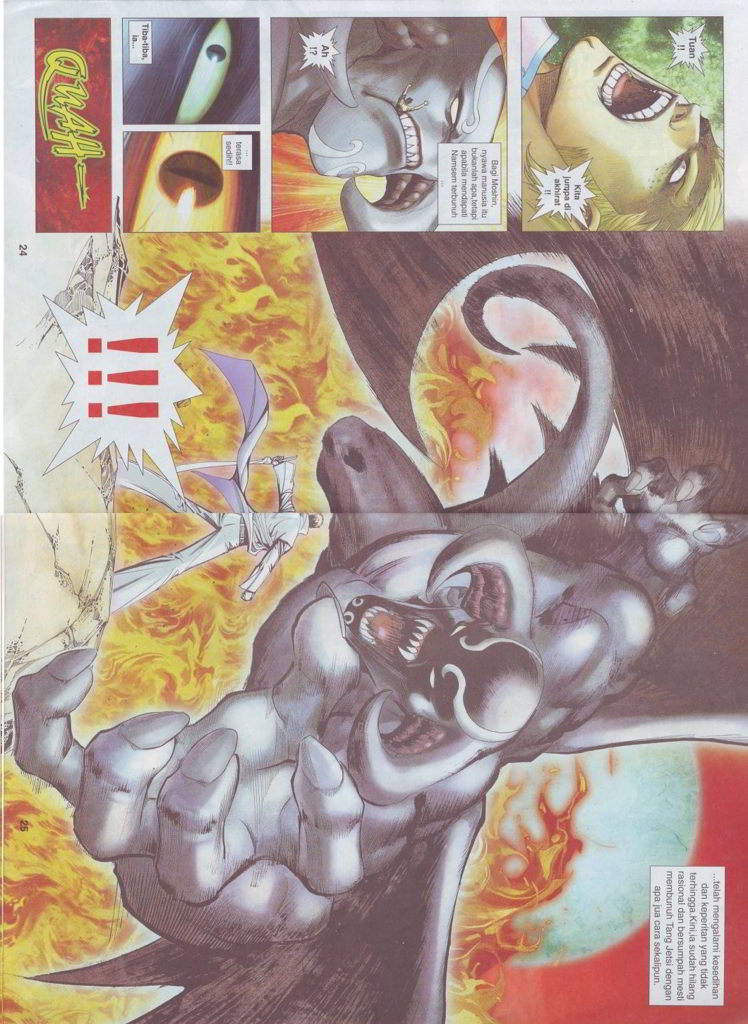 Tuan
!!
Kita
jumpa di
akhirat
!!
Ah
!?
Bagi Moshin,
nyawa manusia itu
bukanlah apa,tetapi
apabila mendapati
Namsem terbunuh
...
Tiba-tiba,
ia...
...
terasa
sedih!!
QUAH
24
!!!
...telah mengalami kesedihan
dan keperitan yang tidak
terhingga.Kini,ia sudah hilang
rasional dan bersumpah mesti
membunuh Tang Jetsi dengan
apa jua cara sekalipun.
25